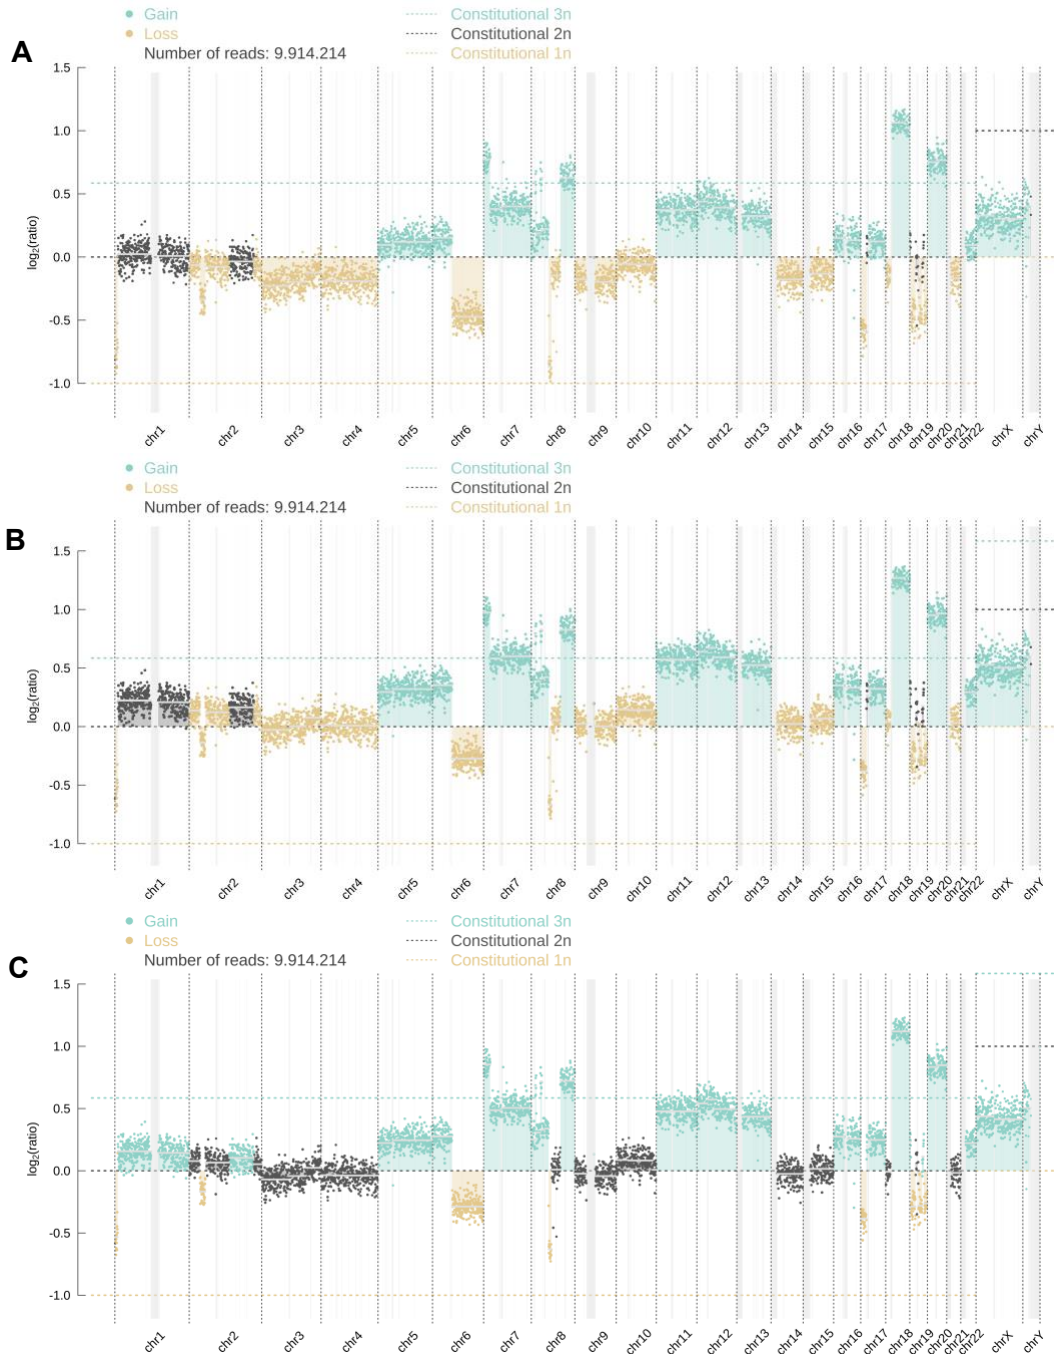 A
Gain
Loss
Number of reads: 9.914.214
Constitutional 3n
Constitutional 2n
Constitutional 1n
log2(ratio)
1.5
1.0
0.5
0.0
-0.5
-1.0
chr1 chr2 chr3 chr4 chr5 chr6 chr7 chr8 chr9 chr10 chr11 chr12 chr13 chr14 chr15 chr16 chr17 chr18 chr19 chr20 chr21 chr22 chrX chrY
B
Gain
Loss
Number of reads: 9.914.214
Constitutional 3n
Constitutional 2n
Constitutional 1n
log2(ratio)
1.5
1.0
0.5
0.0
-0.5
-1.0
chr1 chr2 chr3 chr4 chr5 chr6 chr7 chr8 chr9 chr10 chr11 chr12 chr13 chr14 chr15 chr16 chr17 chr18 chr19 chr20 chr21 chr22 chrX chrY
C
Gain
Loss
Number of reads: 9.914.214
Constitutional 3n
Constitutional 2n
Constitutional 1n
log2(ratio)
1.5
1.0
0.5
0.0
-0.5
-1.0
chr1 chr2 chr3 chr4 chr5 chr6 chr7 chr8 chr9 chr10 chr11 chr12 chr13 chr14 chr15 chr16 chr17 chr18 chr19 chr20 chr21 chr22 chrX chrY